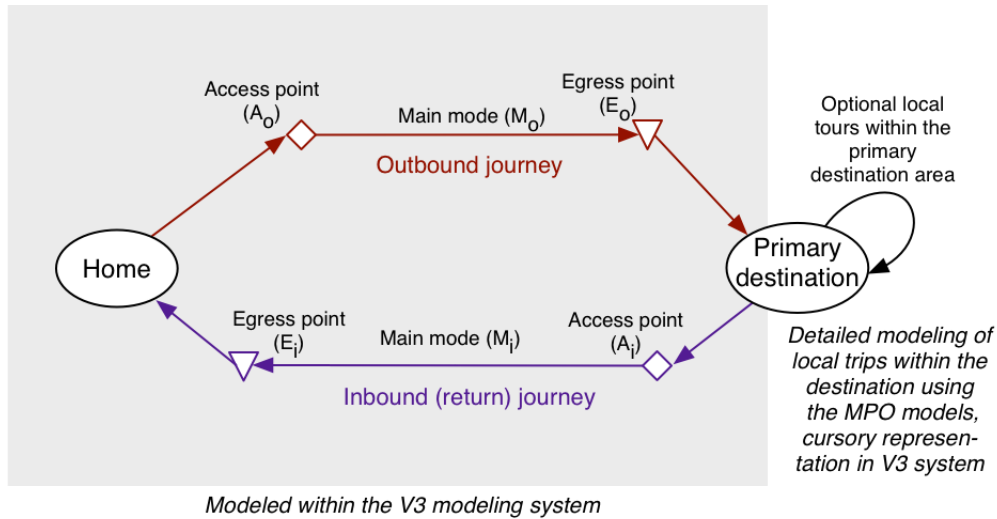 Access point
(Ao)
Main mode (Mo)
Egress point
(Eo)
Outbound journey
Optional local
tours within the
primary
destination area
Home
Primary
destination
Egress point
(Ei)
Main mode (Mi)
Access point
(Ai)
Inbound (return) journey
Detailed modeling of
local trips within the
destination using
the MPO models,
cursory represen-
tation in V3 system
Modeled within the V3 modeling system